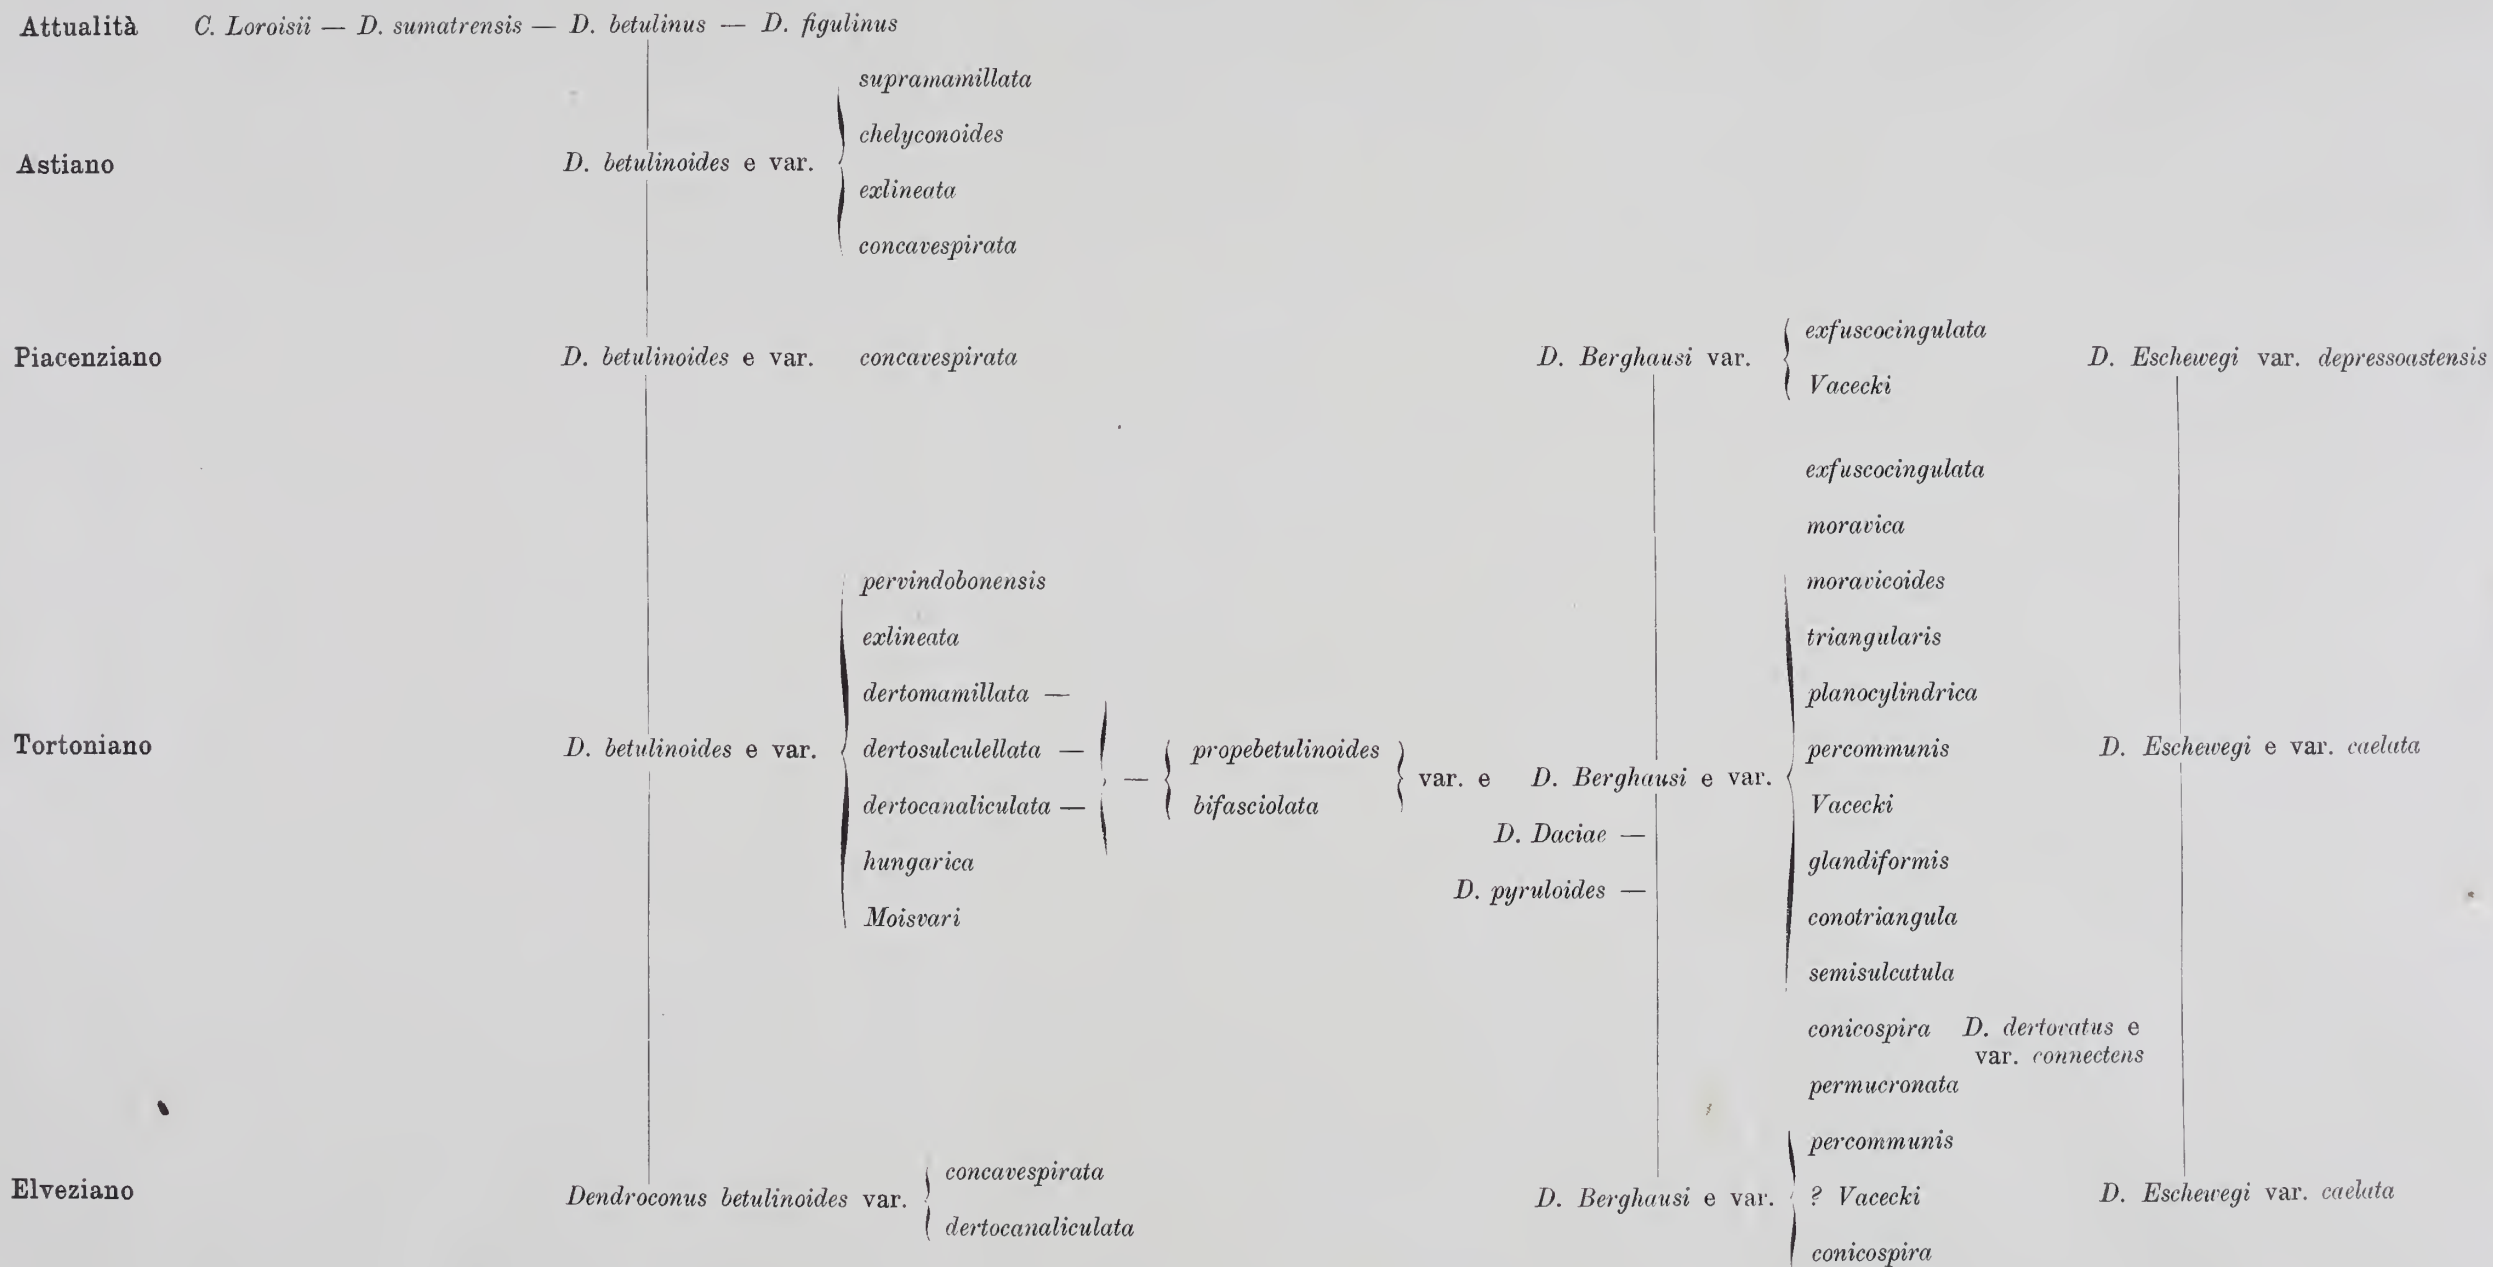 Attualità C. Loroisii — D. sumatrensis — D. betulinus — D. figulinus
supramamillata
chelyconoides
Astiano D. betulinoides e var.
exlineata
concavespirata
exfuscocingulata
Piacenziano D. betulinoides e var. concavespirata D. Berghausi var. D. Eschewegi var. depressoastensis
Vacecki
exfuscocingulata
moravica
pervindobonensis moravicoides
exlineata triangularis
dertomamillata — planocylindrica
Tortoniano D. betulinoides e var. dertosulculellata — propebetulinoides percommunis D. Eschewegi e var. caelata
— var. e D. Berghausi e var.
dertocanaliculata — bifasciolata Vacecki
D. Daciae —
hungarica glandiformis
D. pyruloides —
Moisvari conotriangula
semisulcatula
conicospira D. dertovatus e
var. connectens
permucronata
percommunis
concavespirata
Elveziano Dendroconus betulinoides var. D. Berghausi e var. ? Vacecki D. Eschewegi var. caelata
dertocanaliculata
conicospira